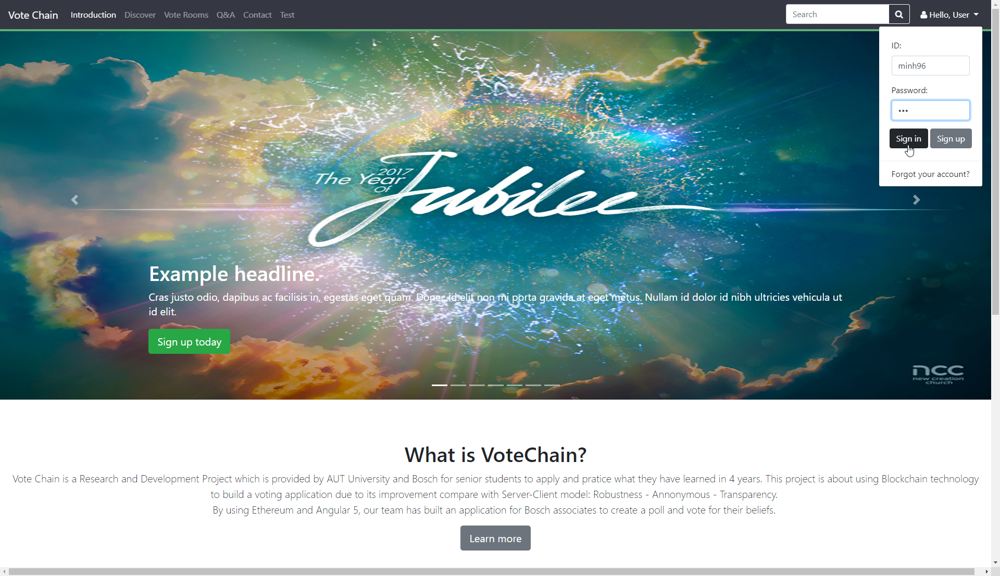 Vote Chain Introduction Discover Vote Rooms Q&A Contact Test Search Hello, User
ID:
minh96
Password:
•••
Sign in Sign up
Forgot your account?
2017
The Year
OF
Jubilee
Example headline.
Cras justo odio, dapibus ac facilisis in, egestas eget quam. Donec id elit non mi porta gravida at eget metus. Nullam id dolor id nibh ultricies vehicula ut
id elit.
Sign up today
ncc
new creation
church
What is VoteChain?
Vote Chain is a Research and Development Project which is provided by AUT University and Bosch for senior students to apply and pratice what they have learned in 4 years. This project is about using Blockchain technology
to build a voting application due to its improvement compare with Server-Client model: Robustness - Annonymous - Transparency.
By using Ethereum and Angular 5, our team has built an application for Bosch associates to create a poll and vote for their beliefs.
Learn more